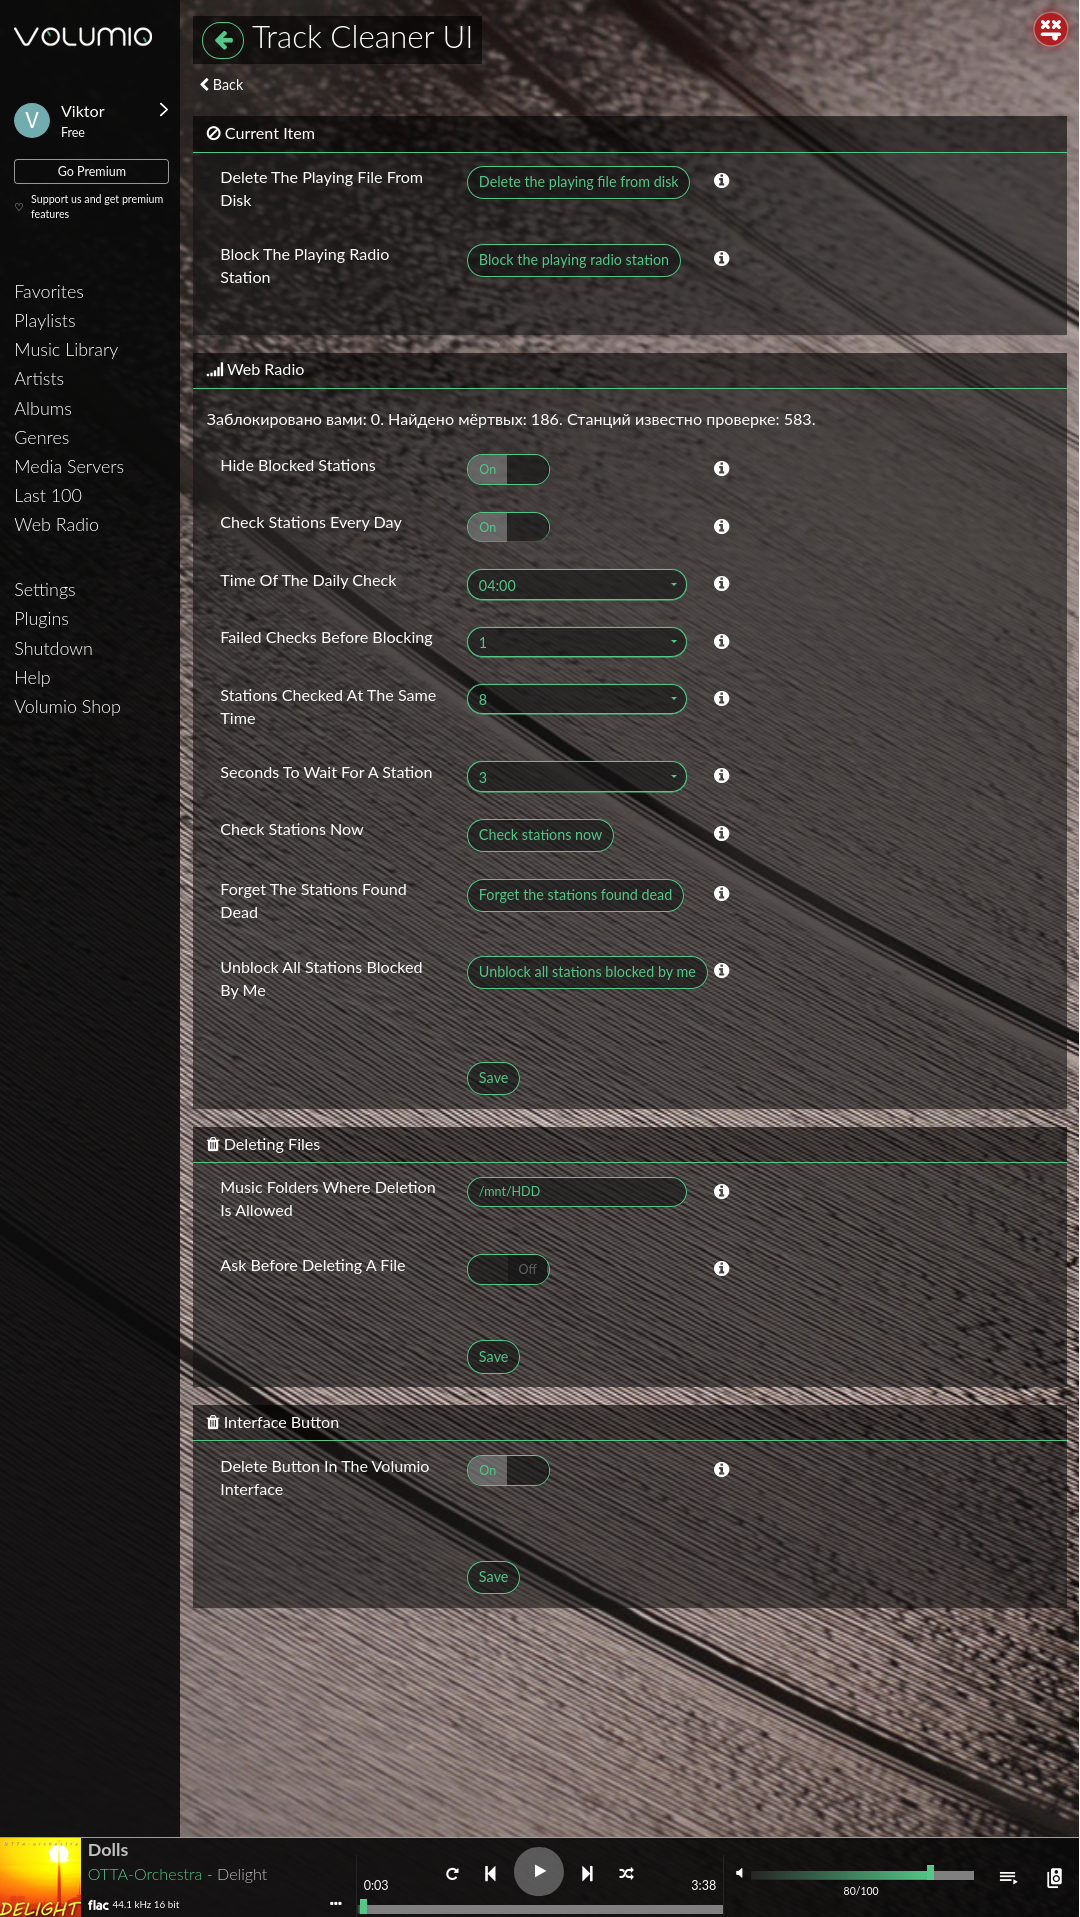 VOLUMIO
Track Cleaner UI
Back
V
Viktor
Free
Go Premium
Support us and get premium
features
Favorites
Playlists
Music Library
Artists
Albums
Genres
Media Servers
Last 100
Web Radio
Settings
Plugins
Shutdown
Help
Volumio Shop
Current Item
Delete The Playing File From
Disk
Delete the playing file from disk
Block The Playing Radio
Station
Block the playing radio station
Web Radio
Заблокировано вами: 0. Найдено мёртвых: 186. Станций известно проверке: 583.
Hide Blocked Stations
On
Check Stations Every Day
On
Time Of The Daily Check
04:00
Failed Checks Before Blocking
1
Stations Checked At The Same
Time
8
Seconds To Wait For A Station
3
Check Stations Now
Check stations now
Forget The Stations Found
Dead
Forget the stations found dead
Unblock All Stations Blocked
By Me
Unblock all stations blocked by me
Save
Deleting Files
Music Folders Where Deletion
Is Allowed
/mnt/HDD
Ask Before Deleting A File
Off
Save
Interface Button
Delete Button In The Volumio
Interface
On
Save
DELIGHT
Dolls
OTTA-Orchestra - Delight
flac 44.1 kHz 16 bit
0:03
3:38
80/100